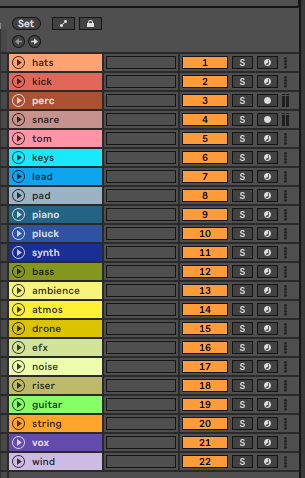 Set
hats 1 S
kick 2 S
perc 3 S
snare 4 S
tom 5 S
keys 6 S
lead 7 S
pad 8 S
piano 9 S
pluck 10 S
synth 11 S
bass 12 S
ambience 13 S
atmos 14 S
drone 15 S
efx 16 S
noise 17 S
riser 18 S
guitar 19 S
string 20 S
vox 21 S
wind 22 S